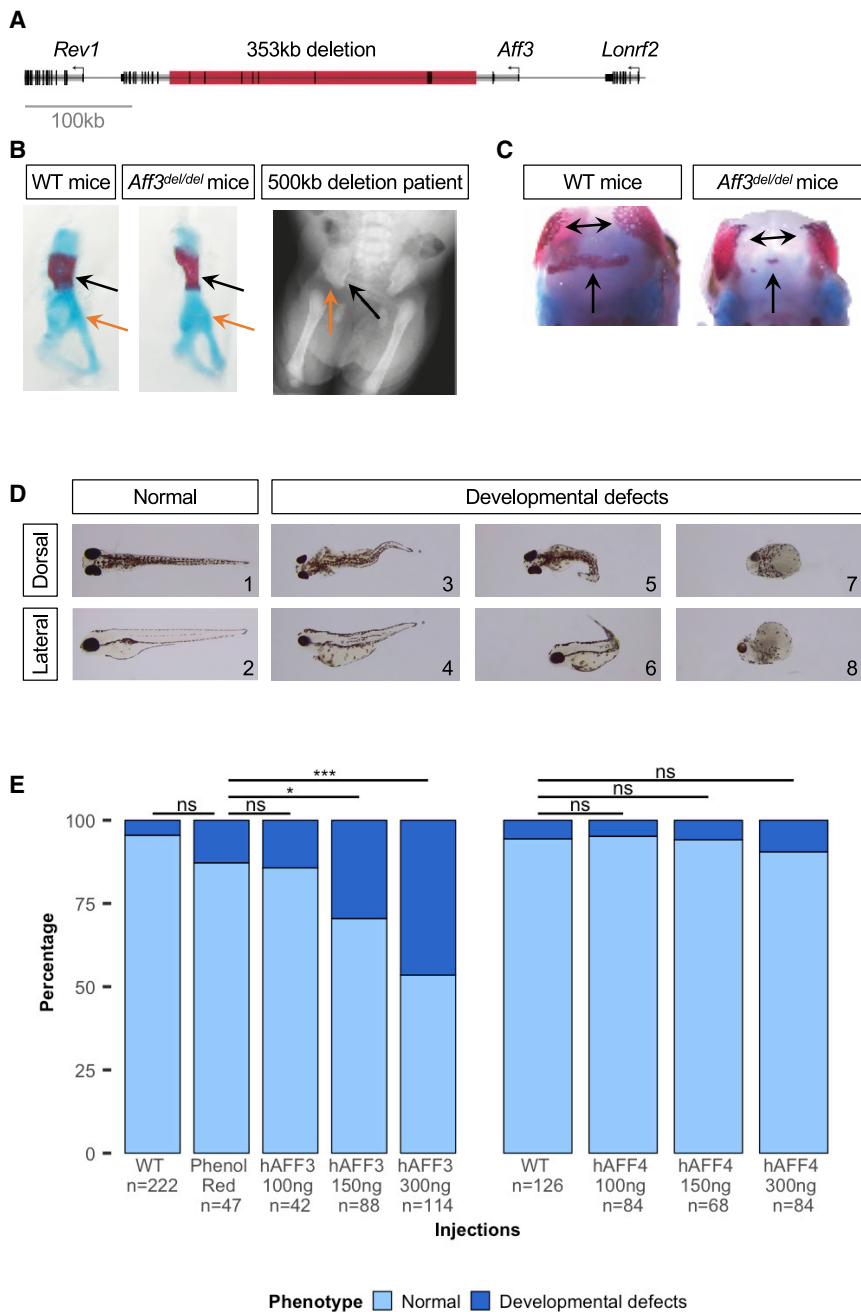 A
Rev1 353kb deletion Aff3 Lonrf2
100kb
B
WT mice Aff3del/del mice 500kb deletion patient
C
WT mice Aff3del/del mice
D
Normal Developmental defects
Dorsal
1 3 5 7
Lateral
2 4 6 8
E
***
*
ns ns
ns
ns
ns
Percentage
100
75
50
25
0
WT
n=222
Phenol
Red
n=47
hAFF3
100ng
n=42
hAFF3
150ng
n=88
hAFF3
300ng
n=114
WT
n=126
hAFF4
100ng
n=84
hAFF4
150ng
n=68
hAFF4
300ng
n=84
Injections
Phenotype Normal Developmental defects